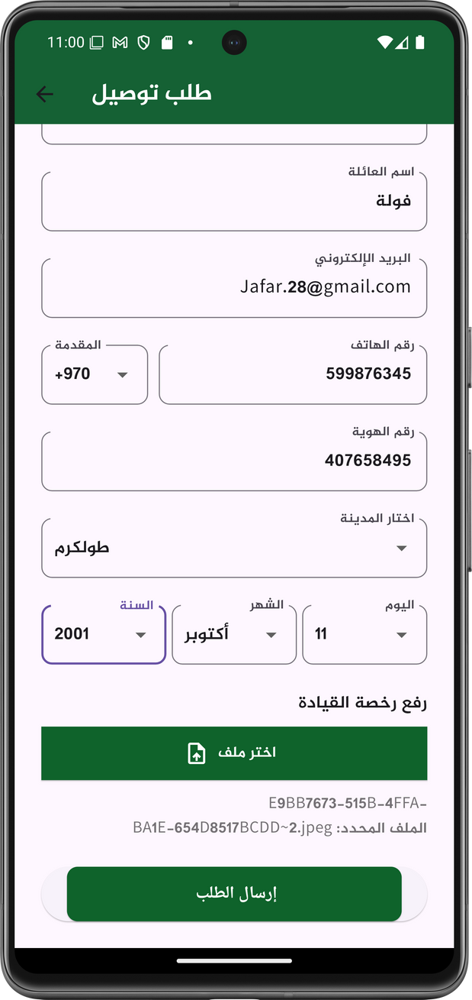 11:00
طلب توصيل
اسم العائلة
فولة
البريد الإلكتروني
Jafar.28@gmail.com
رقم الهاتف
599876345
المقدمة
+970
رقم الهوية
407658495
اختار المدينة
طولكرم
اليوم
11
الشهر
أكتوبر
السنة
2001
رفع رخصة القيادة
اختر ملف
E9BB7673-515B-4FFA-
الملف المحدد: BA1E-654D8517BCDD~2.jpeg
إرسال الطلب